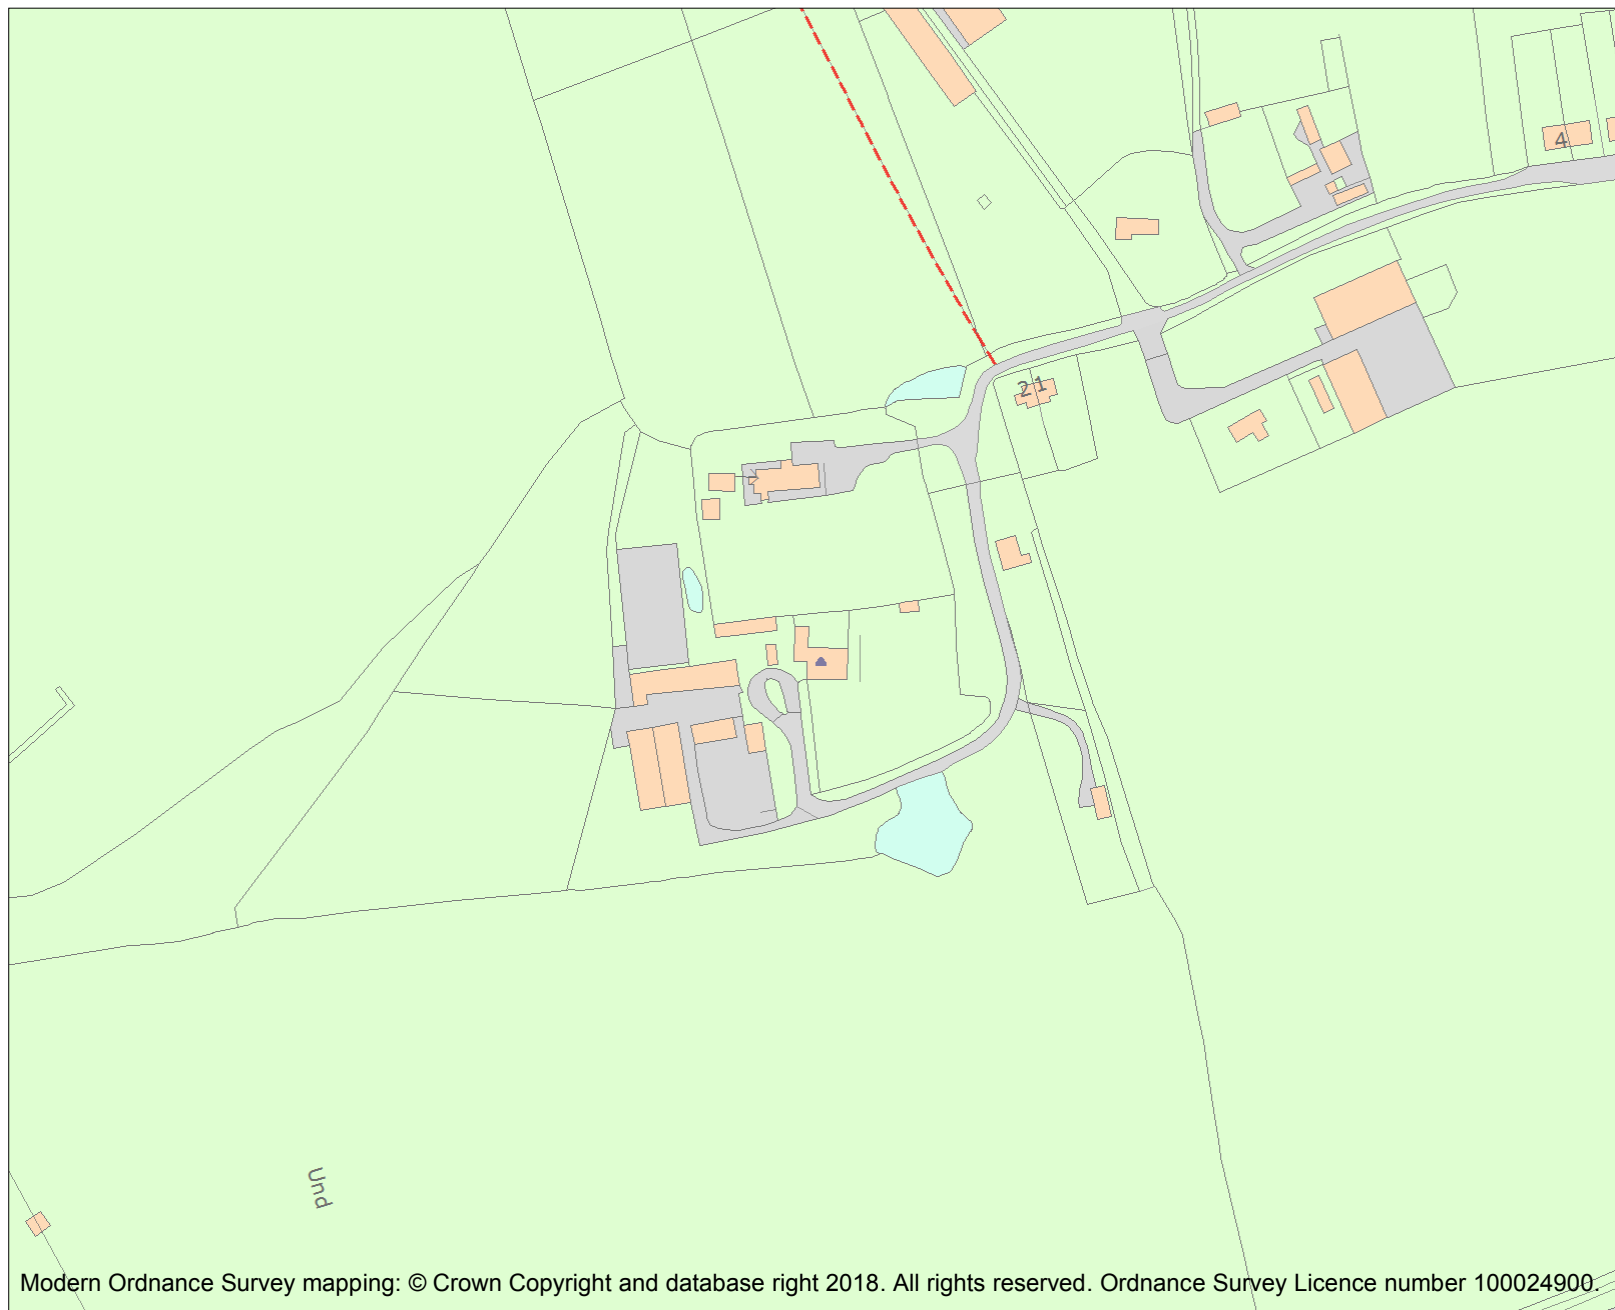 4
21
Und
Modern Ordnance Survey mapping: © Crown Copyright and database right 2018. All rights reserved. Ordnance Survey Licence number 100024900.